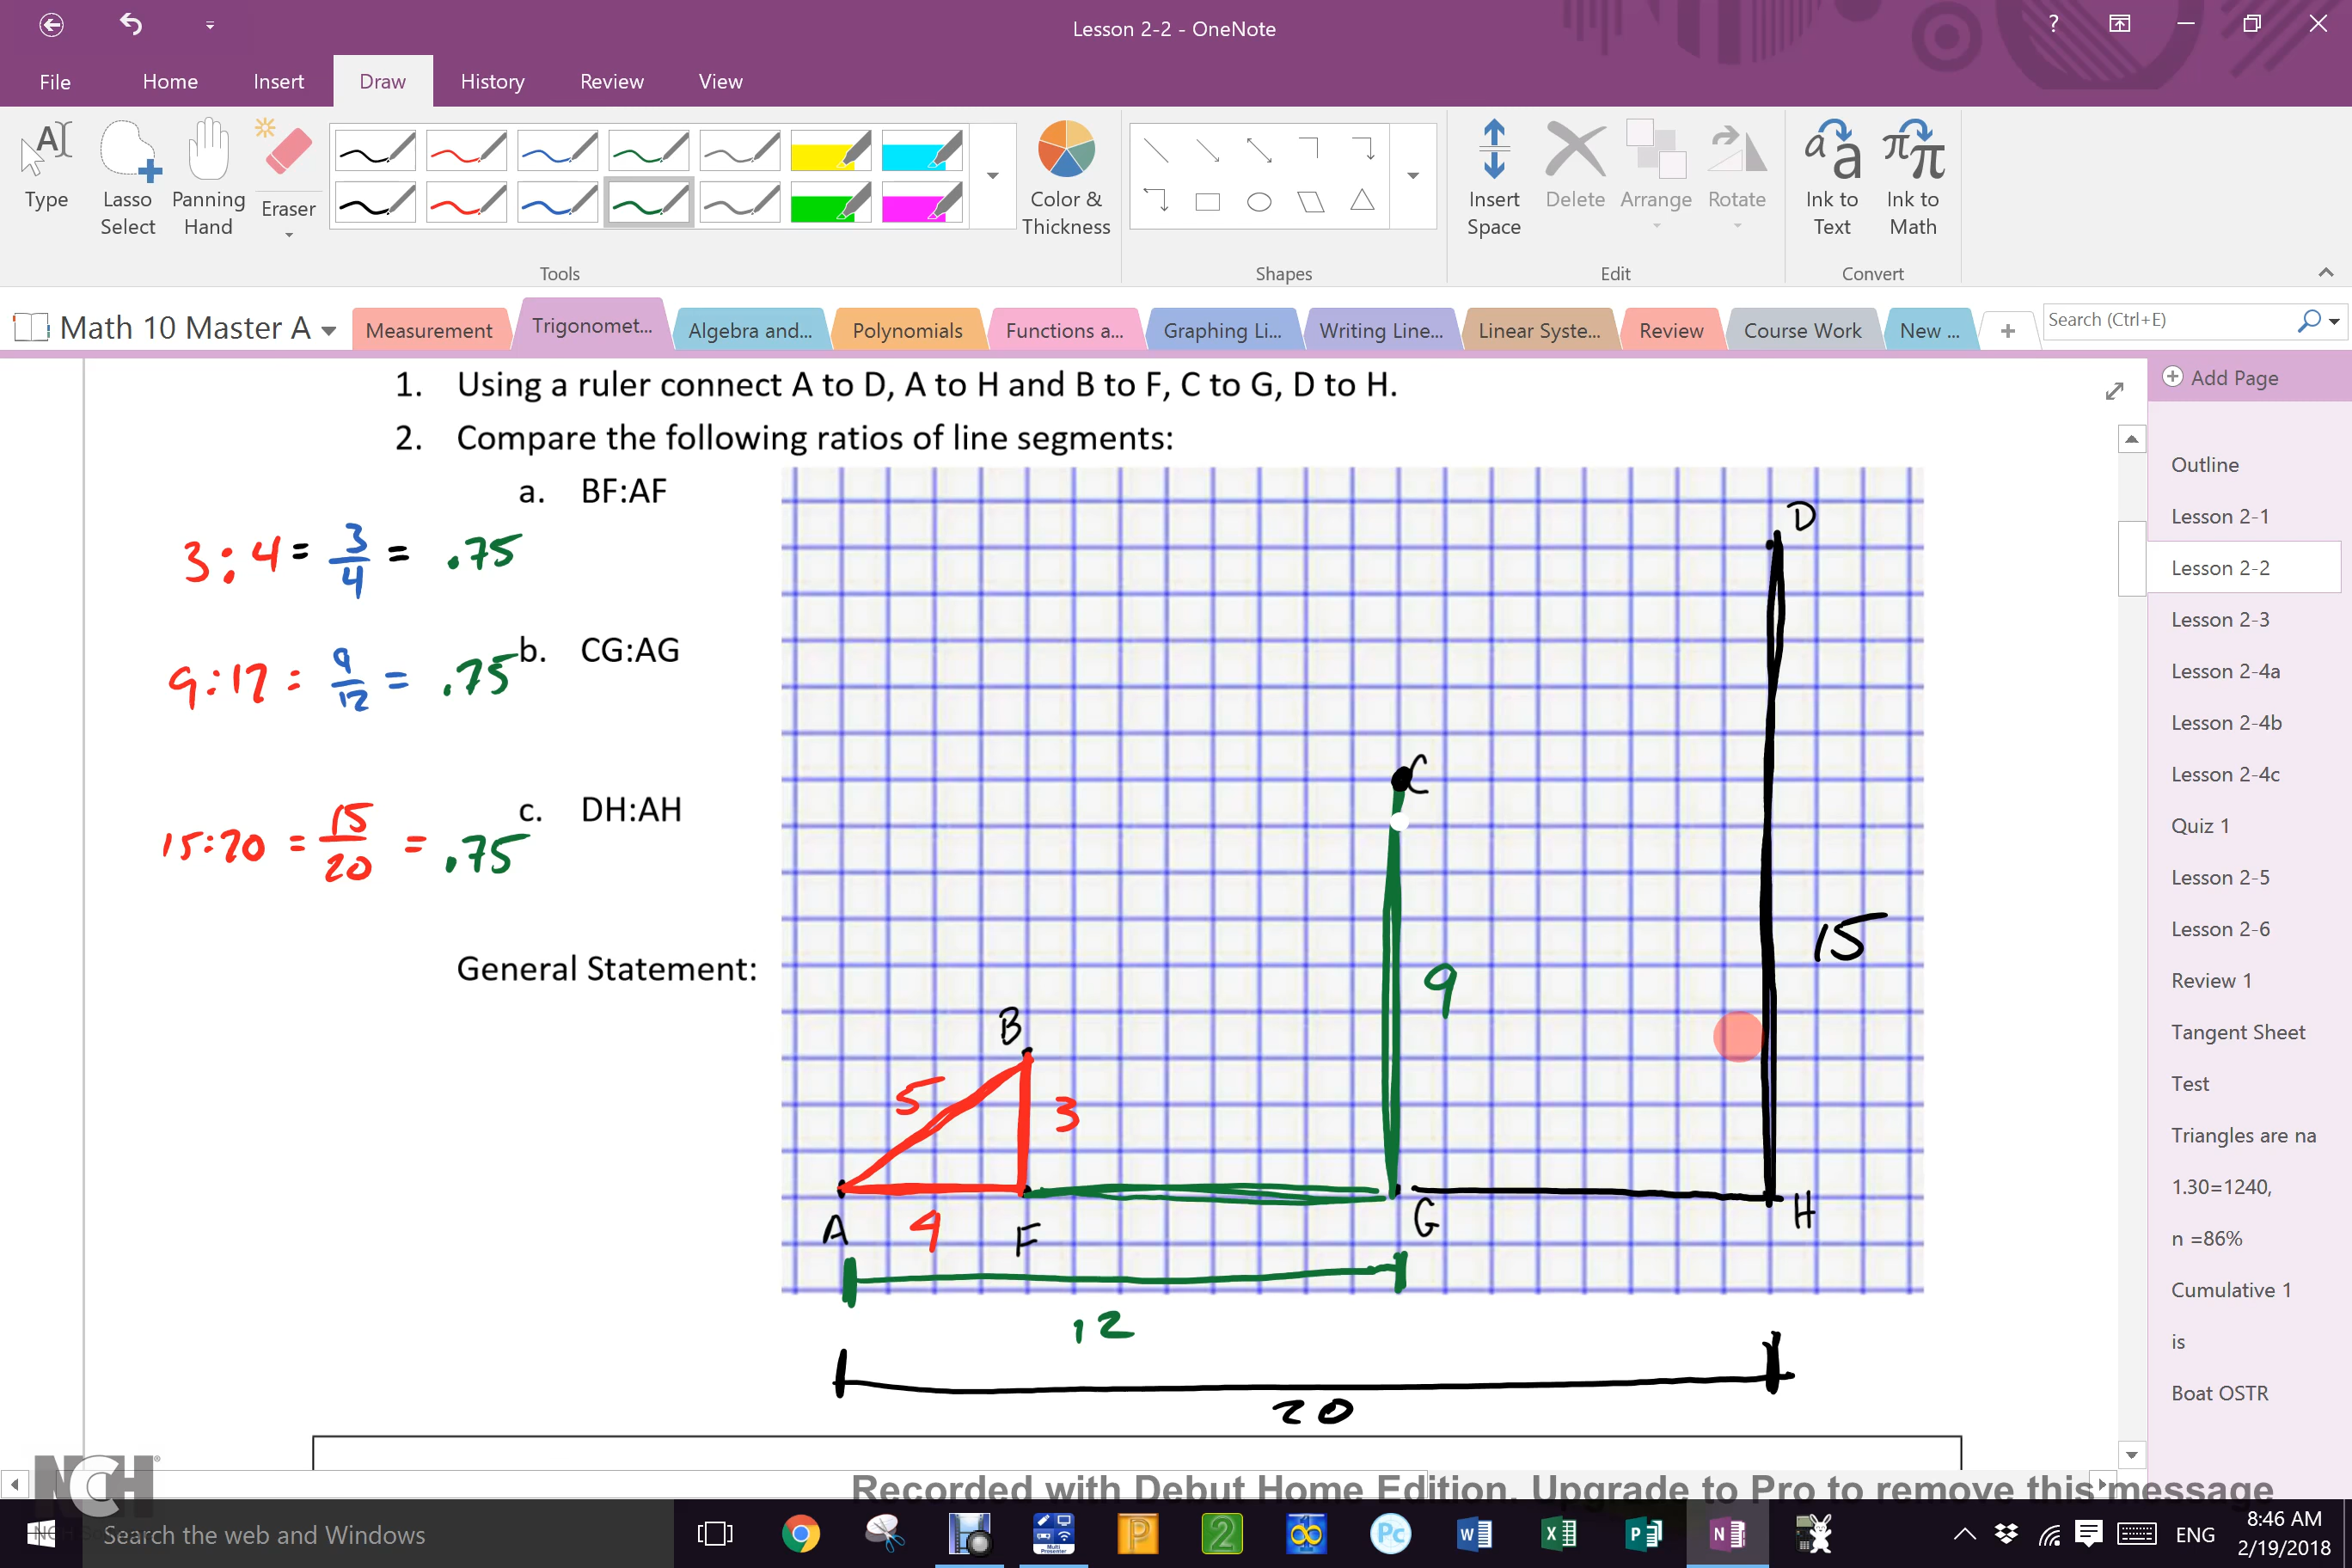 Lesson 2-2 - OneNote
?
File Home Insert Draw History Review View
Type
Lasso Select
Panning Hand
Eraser
Color & Thickness
Insert Space
Delete
Arrange
Rotate
Ink to Text
Ink to Math
Tools
Shapes
Edit
Convert
Math 10 Master A
Measurement Trigonomet... Algebra and... Polynomials Functions a... Graphing Li... Writing Line... Linear Syste... Review Course Work New ... +
Search (Ctrl+E)
Add Page
Outline
Lesson 2-1
Lesson 2-2
Lesson 2-3
Lesson 2-4a
Lesson 2-4b
Lesson 2-4c
Quiz 1
Lesson 2-5
Lesson 2-6
Review 1
Tangent Sheet
Test
Triangles are na
1.30=1240,
n =86%
Cumulative 1
is
Boat OSTR
1. Using a ruler connect A to D, A to H and B to F, C to G, D to H.
2. Compare the following ratios of line segments:
a. BF:AF
3:4 = 3/4 = .75
b. CG:AG
9:12 = 9/12 = .75
c. DH:AH
15:20 = 15/20 = .75
General Statement:
D
C
15
9
B
5
3
A
4
F
G
H
12
20
NCH
Recorded with Debut Home Edition. Upgrade to Pro to remove this message
Search the web and Windows
ENG
8:46 AM
2/19/2018